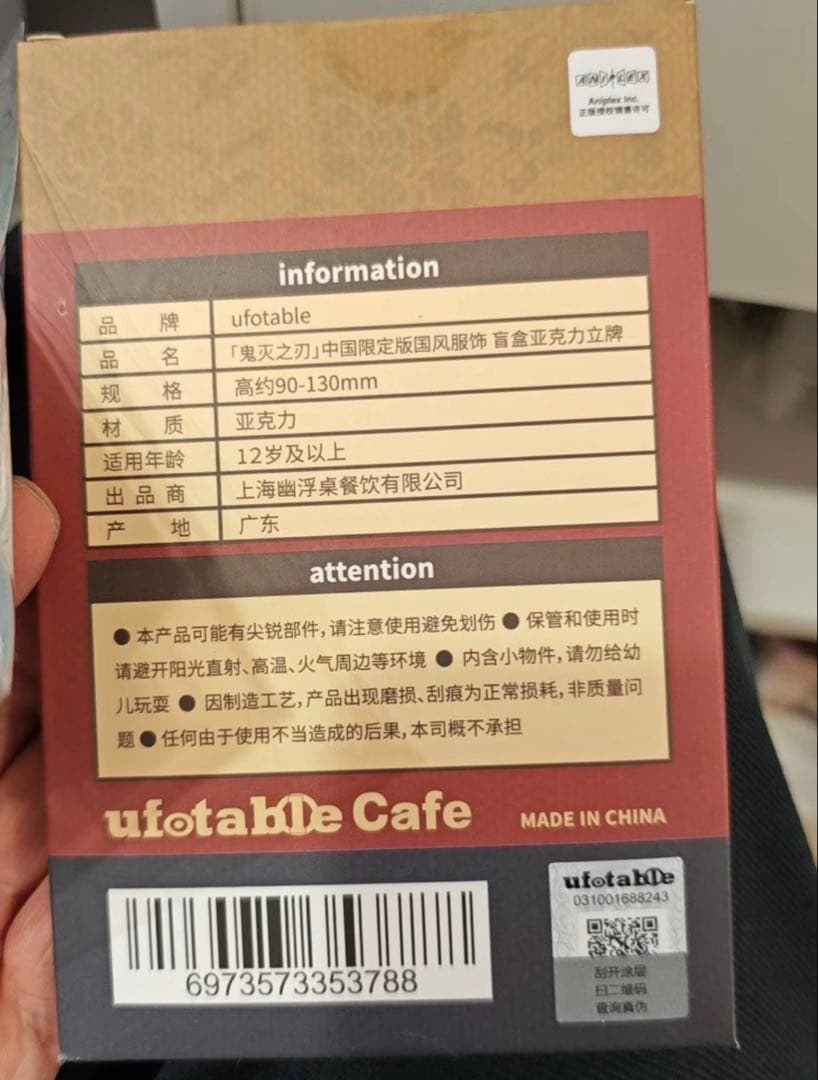 ANIPLEX
Aniplex Inc.
正版授权销售许可
information
品 牌 ufotable
品 名 「鬼灭之刃」中国限定版国风服饰 盲盒亚克力立牌
规 格 高约90-130mm
材 质 亚克力
适用年龄 12岁及以上
出 品 商 上海幽浮桌餐饮有限公司
产 地 广东
attention
● 本产品可能有尖锐部件,请注意使用避免划伤 ● 保管和使用时
请避开阳光直射、高温、火气周边等环境 ● 内含小物件,请勿给幼
儿玩耍 ● 因制造工艺,产品出现磨损、刮痕为正常损耗,非质量问
题 ● 任何由于使用不当造成的后果,本司概不承担
ufotable Cafe
MADE IN CHINA
6973573353788
ufotable
031001688243
刮开涂层
扫二维码
查询真伪